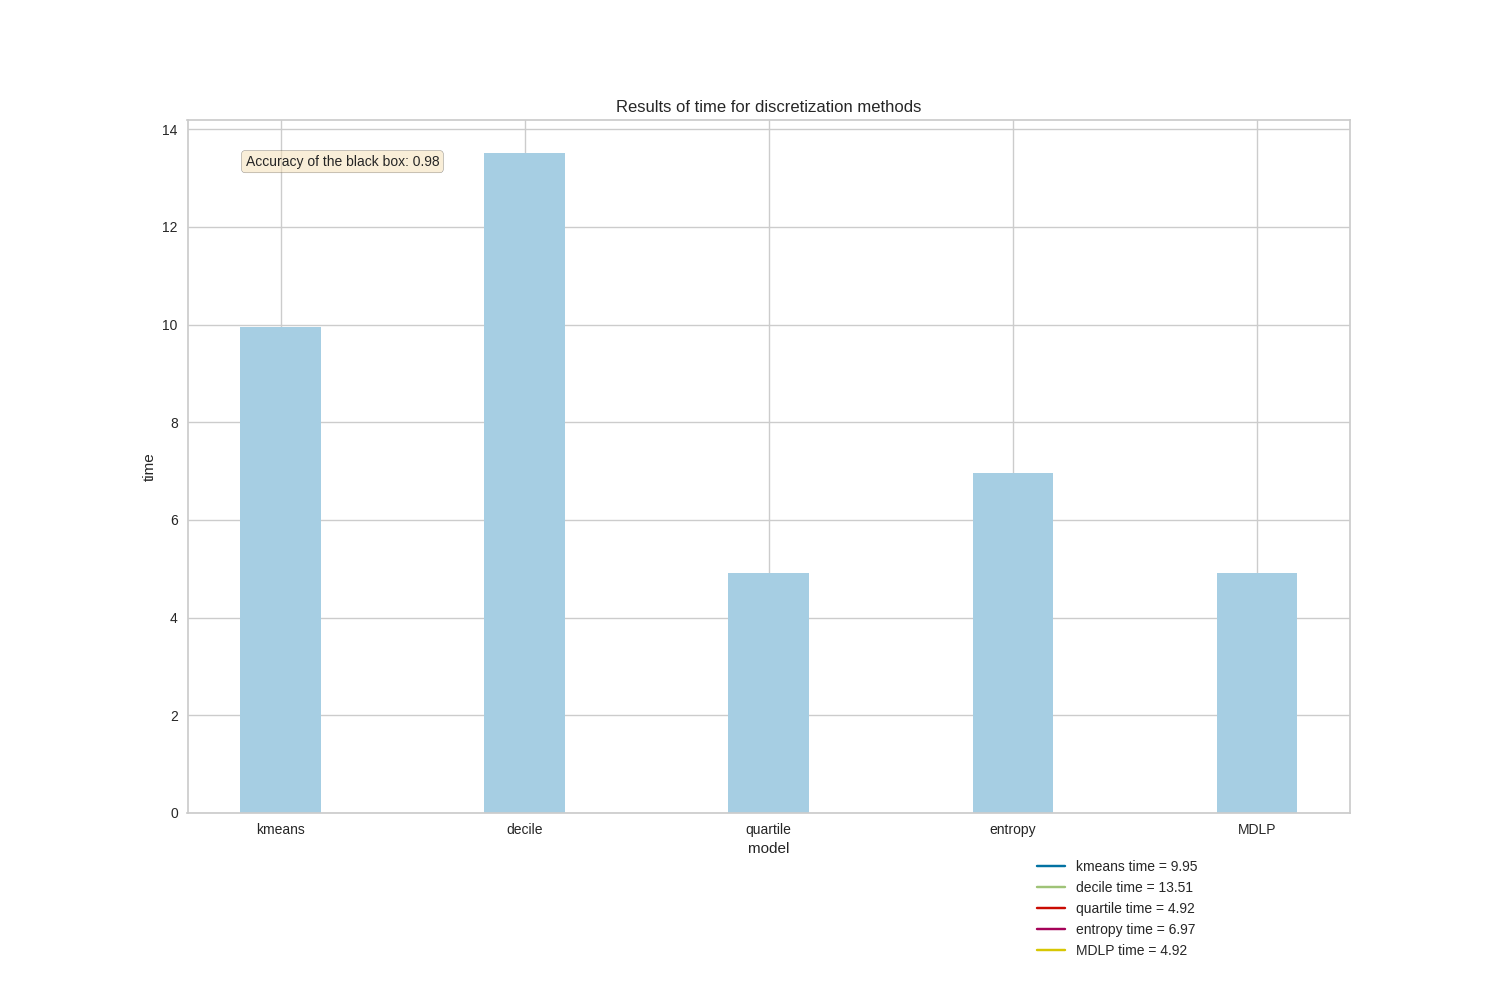 Results of time for discretization methods
14
Accuracy of the black box: 0.98
12
10
8
time
6
4
2
0
kmeans decile quartile entropy MDLP
model
kmeans time = 9.95
decile time = 13.51
quartile time = 4.92
entropy time = 6.97
MDLP time = 4.92